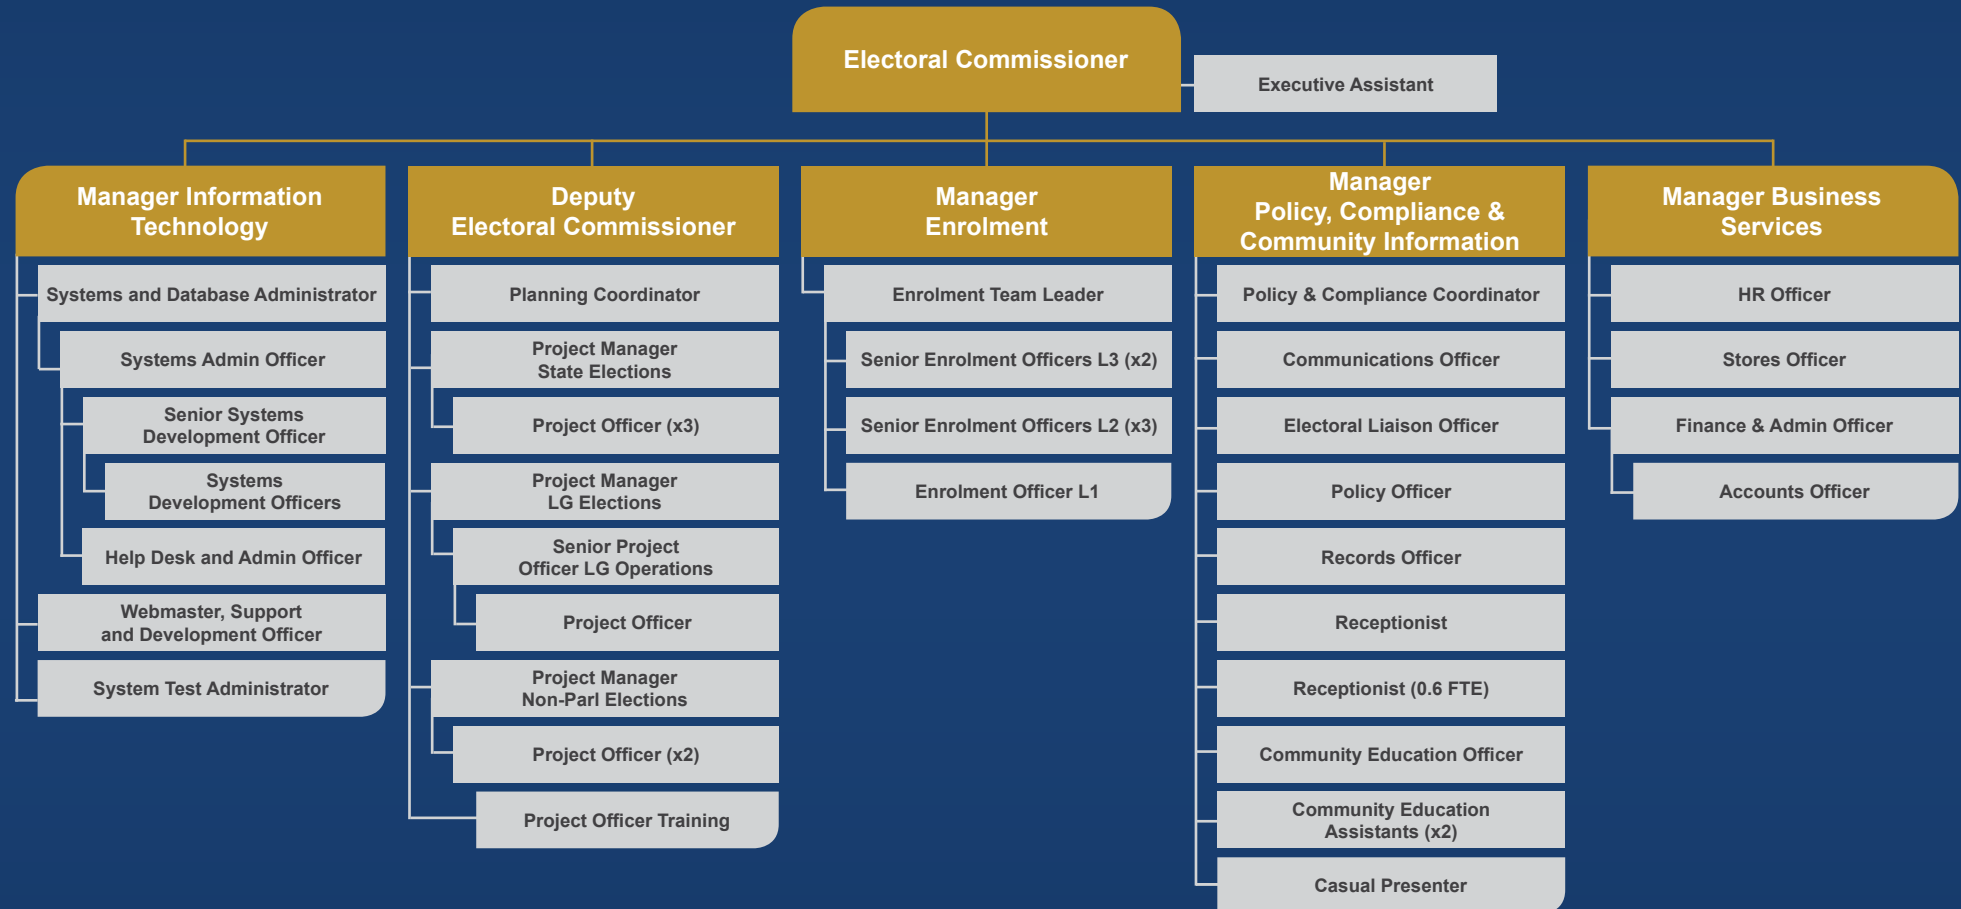 Electoral Commissioner
Executive Assistant
Manager Information
Technology
Systems and Database Administrator
Systems Admin Officer
Senior Systems
Development Officer
Systems
Development Officers
Help Desk and Admin Officer
Webmaster, Support
and Development Officer
System Test Administrator
Deputy
Electoral Commissioner
Planning Coordinator
Project Manager
State Elections
Project Officer (x3)
Project Manager
LG Elections
Senior Project
Officer LG Operations
Project Officer
Project Manager
Non-Parl Elections
Project Officer (x2)
Project Officer Training
Manager
Enrolment
Enrolment Team Leader
Senior Enrolment Officers L3 (x2)
Senior Enrolment Officers L2 (x3)
Enrolment Officer L1
Manager
Policy, Compliance &
Community Information
Policy & Compliance Coordinator
Communications Officer
Electoral Liaison Officer
Policy Officer
Records Officer
Receptionist
Receptionist (0.6 FTE)
Community Education Officer
Community Education
Assistants (x2)
Casual Presenter
Manager Business
Services
HR Officer
Stores Officer
Finance & Admin Officer
Accounts Officer